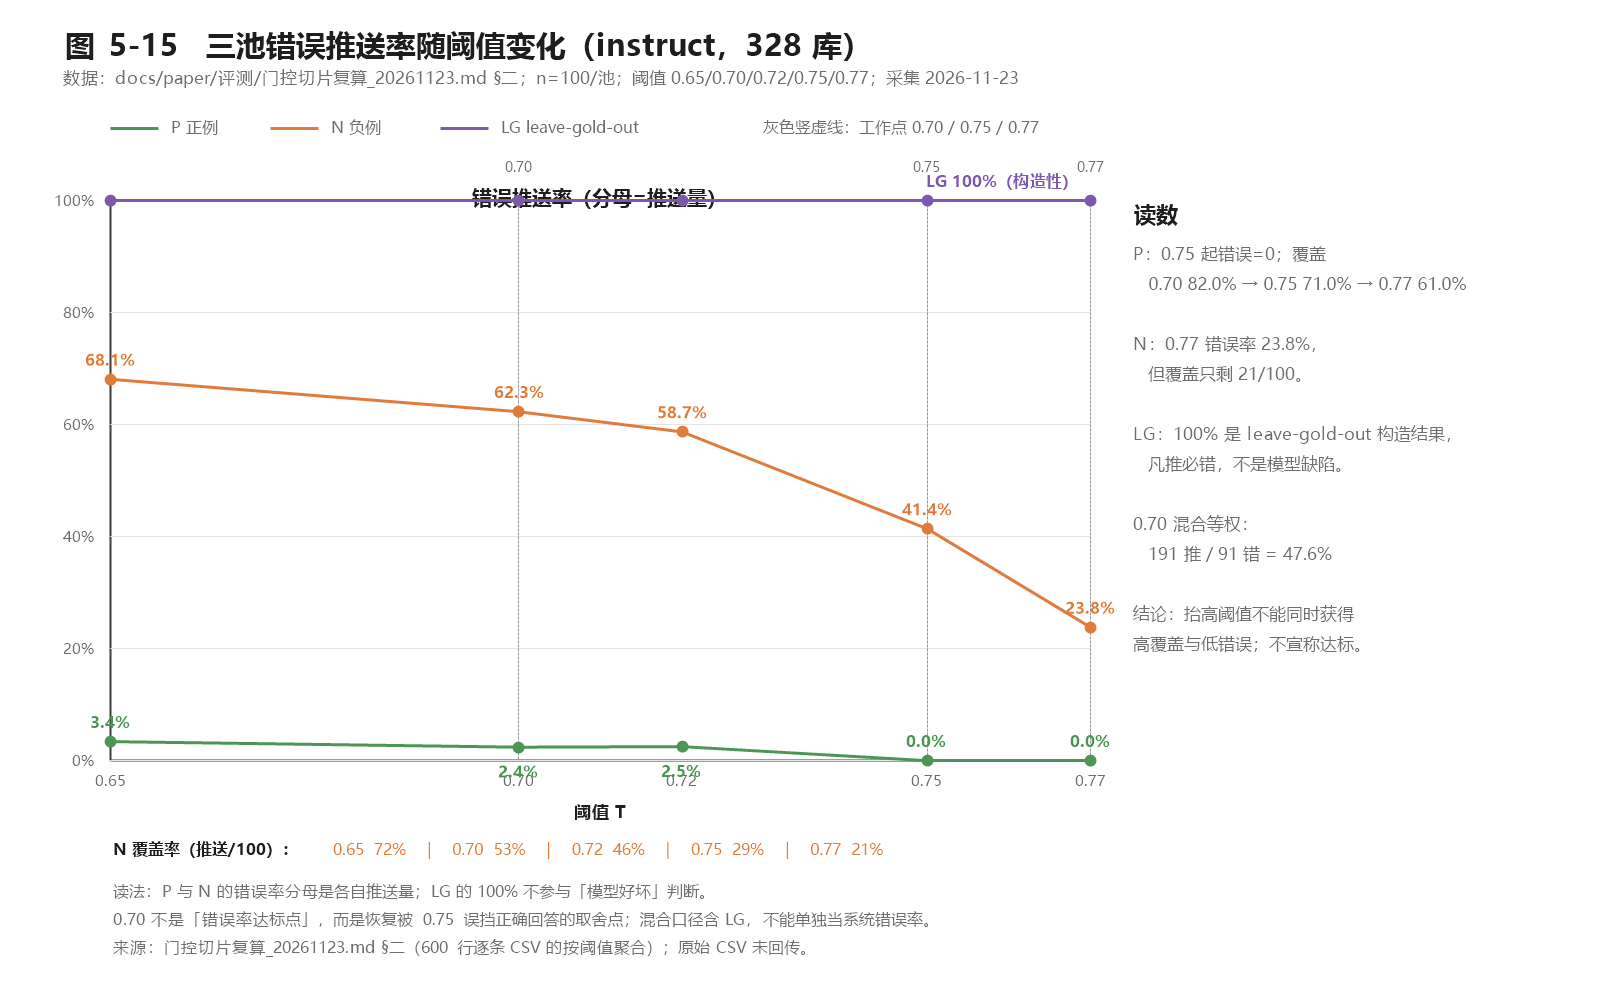 图 5-15 三池错误推送率随阈值变化（instruct，328 库）
数据：docs/paper/评测/门控切片复算_20261123.md §二；n=100/池；阈值 0.65/0.70/0.72/0.75/0.77；采集 2026-11-23
P 正例
N 负例
LG leave-gold-out
灰色竖虚线：工作点 0.70 / 0.75 / 0.77
0.70
0.75
0.77
LG 100%（构造性）
错误推送率（分母=推送量）
100%
80%
60%
40%
20%
0%
68.1%
62.3%
58.7%
41.4%
23.8%
3.4%
2.4%
2.5%
0.0%
0.0%
0.65
0.70
0.72
0.75
0.77
阈值 T
读数
P：0.75 起错误=0；覆盖
0.70 82.0% → 0.75 71.0% → 0.77 61.0%
N：0.77 错误率 23.8%，
但覆盖只剩 21/100。
LG：100% 是 leave-gold-out 构造结果，
凡推必错，不是模型缺陷。
0.70 混合等权：
191 推 / 91 错 = 47.6%
结论：抬高阈值不能同时获得
高覆盖与低错误；不宣称达标。
N 覆盖率（推送/100）： 0.65 72% | 0.70 53% | 0.72 46% | 0.75 29% | 0.77 21%
读法：P 与 N 的错误率分母是各自推送量；LG 的 100% 不参与「模型好坏」判断。
0.70 不是「错误率达标点」，而是恢复被 0.75 误挡正确回答的取舍点；混合口径含 LG，不能单独当系统错误率。
来源：门控切片复算_20261123.md §二（600 行逐条 CSV 的按阈值聚合）；原始 CSV 未回传。